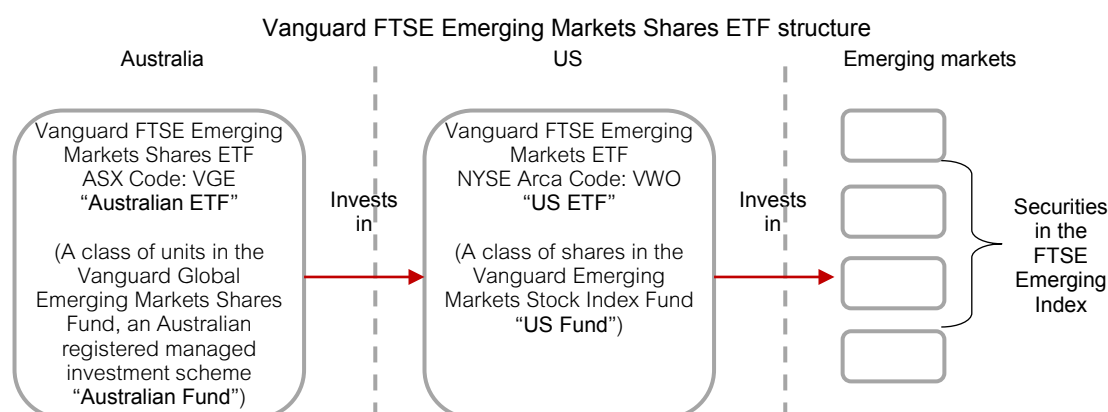 Vanguard FTSE Emerging Markets Shares ETF structure
Australia
US
Emerging markets
Vanguard FTSE Emerging
Markets Shares ETF
ASX Code: VGE
“Australian ETF”
(A class of units in the
Vanguard Global
Emerging Markets Shares
Fund, an Australian
registered managed
investment scheme
“Australian Fund”)
Invests
in
Vanguard FTSE Emerging
Markets ETF
NYSE Arca Code: VWO
“US ETF”
(A class of shares in the
Vanguard Emerging
Markets Stock Index Fund
“US Fund”)
Invests
in
Securities
in the
FTSE
Emerging
Index